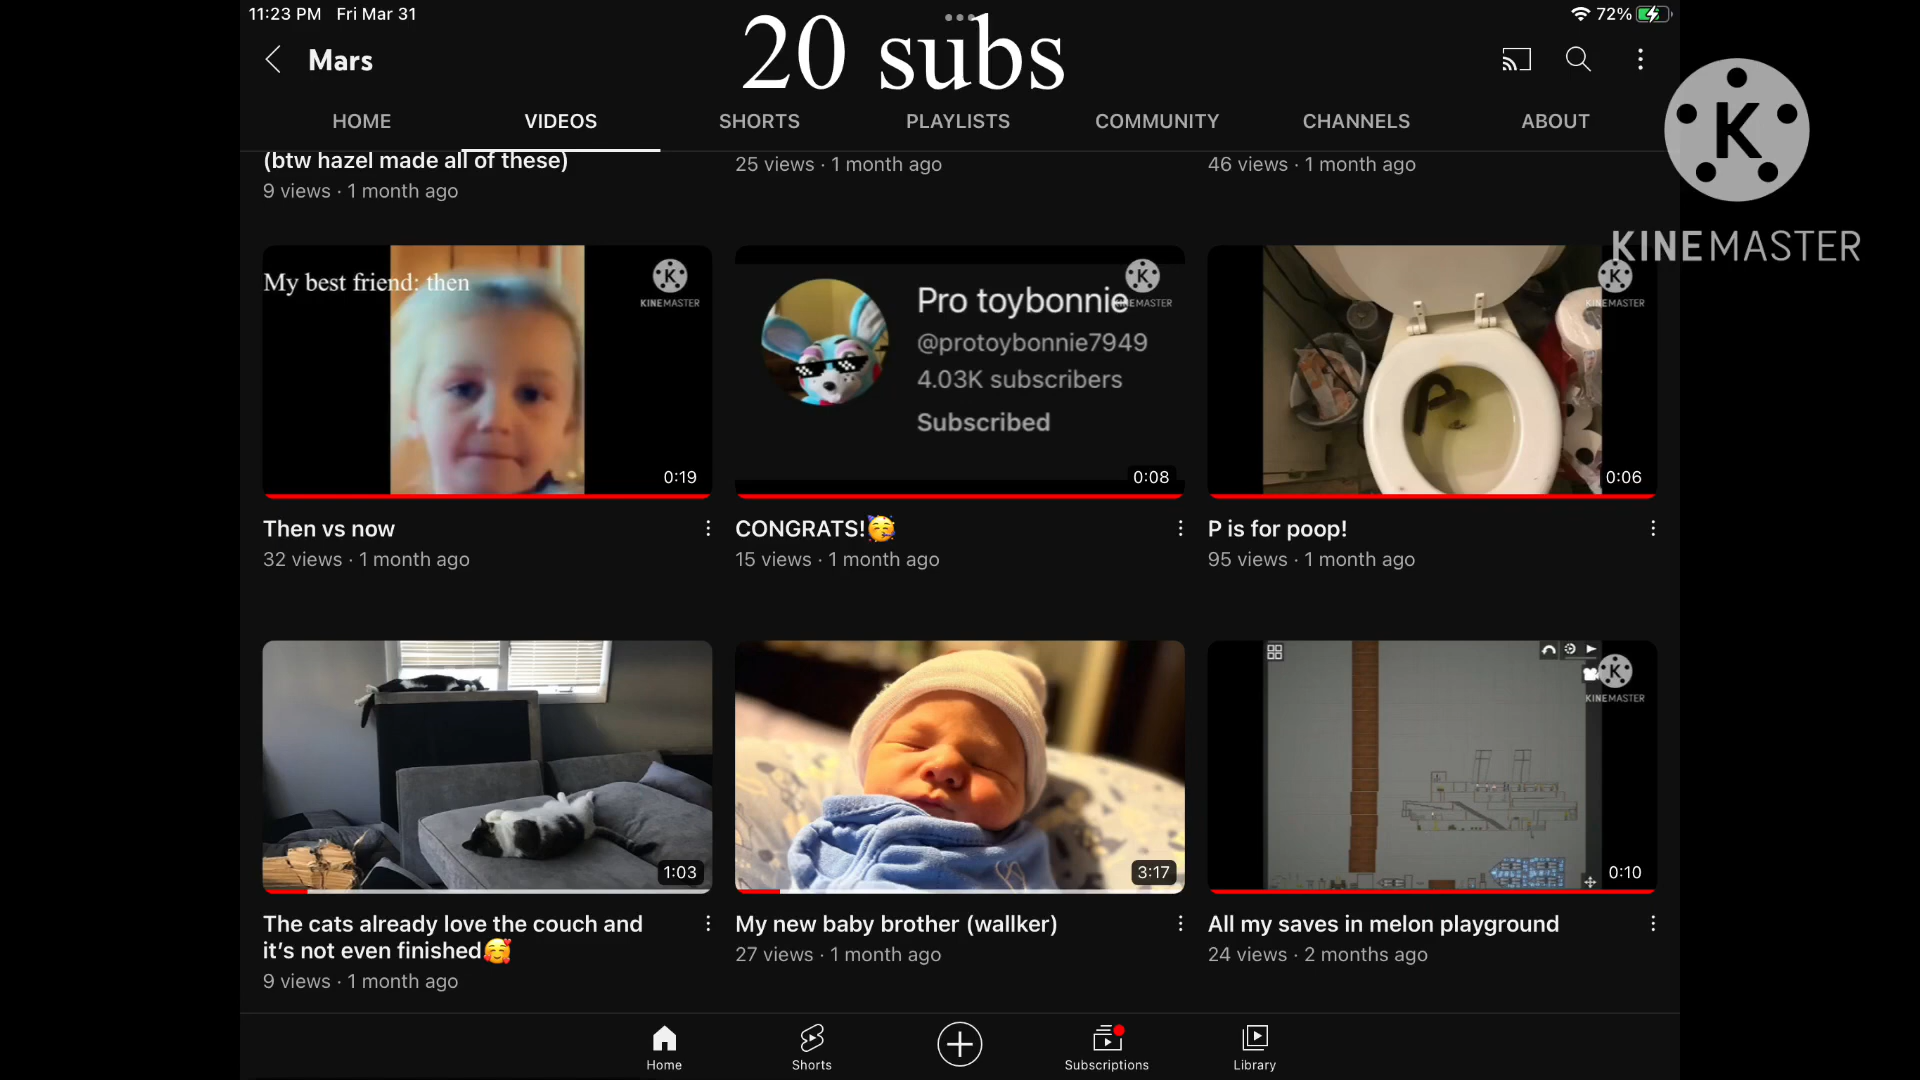 11:23 PM Fri Mar 31
20 subs
72%
Mars
HOME VIDEOS SHORTS PLAYLISTS COMMUNITY CHANNELS ABOUT
K
KINEMASTER
(btw hazel made all of these)
9 views · 1 month ago
25 views · 1 month ago
46 views · 1 month ago
My best friend: then
K
KINEMASTER
0:19
Pro toybonnie
@protoybonnie7949
4.03K subscribers
Subscribed
K
KINEMASTER
0:08
P
K
KINEMASTER
0:06
Then vs now
32 views · 1 month ago
CONGRATS!🥳
15 views · 1 month ago
P is for poop!
95 views · 1 month ago
1:03
3:17
K
KINEMASTER
0:10
The cats already love the couch and
it’s not even finished🥰
9 views · 1 month ago
My new baby brother (wallker)
27 views · 1 month ago
All my saves in melon playground
24 views · 2 months ago
Home Shorts Subscriptions Library